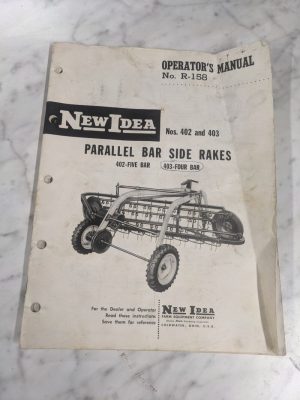 OPERATOR'S MANUAL
No. R-158
NEW IDEA
Nos. 402 and 403
PARALLEL BAR SIDE RAKES
402-FIVE BAR 403-FOUR BAR
For the Dealer and Operator
Read these instructions
Save them for reference
NEW IDEA
FARM EQUIPMENT COMPANY
COLDWATER, OHIO, U.S.A.